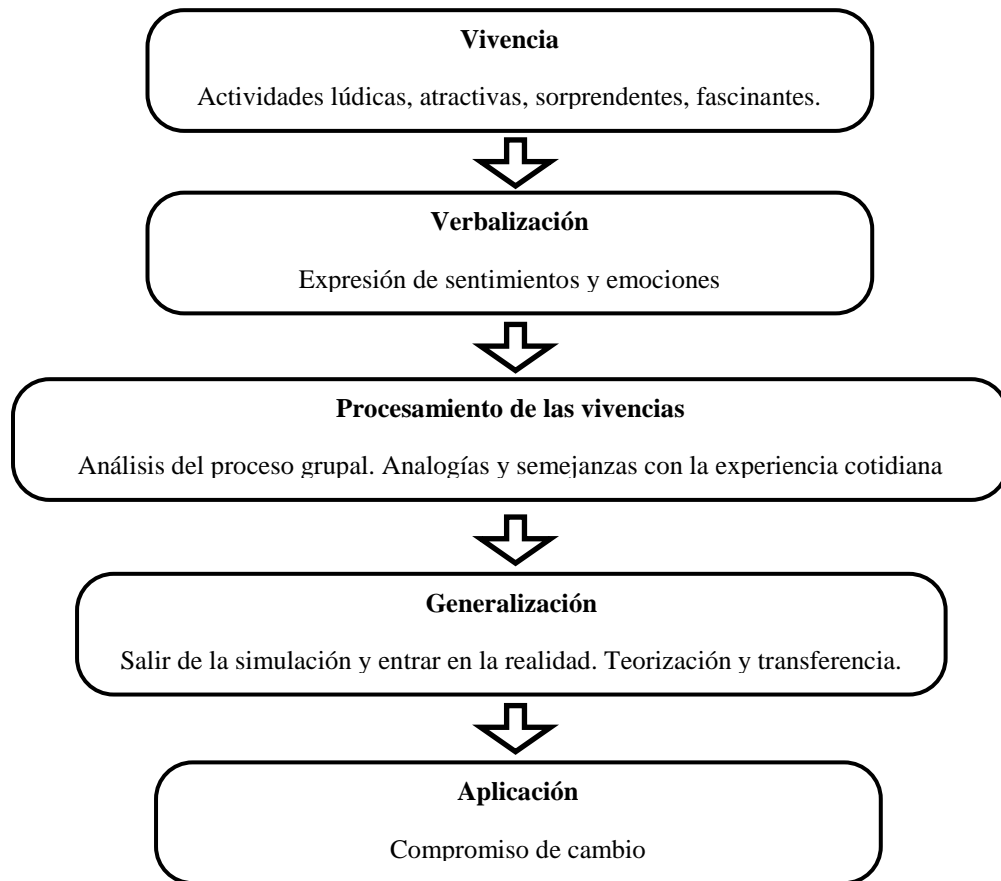 Vivencia
Actividades lúdicas, atractivas, sorprendentes, fascinantes.
Verbalización
Expresión de sentimientos y emociones
Procesamiento de las vivencias
Análisis del proceso grupal. Analogías y semejanzas con la experiencia cotidiana
Generalización
Salir de la simulación y entrar en la realidad. Teorización y transferencia.
Aplicación
Compromiso de cambio